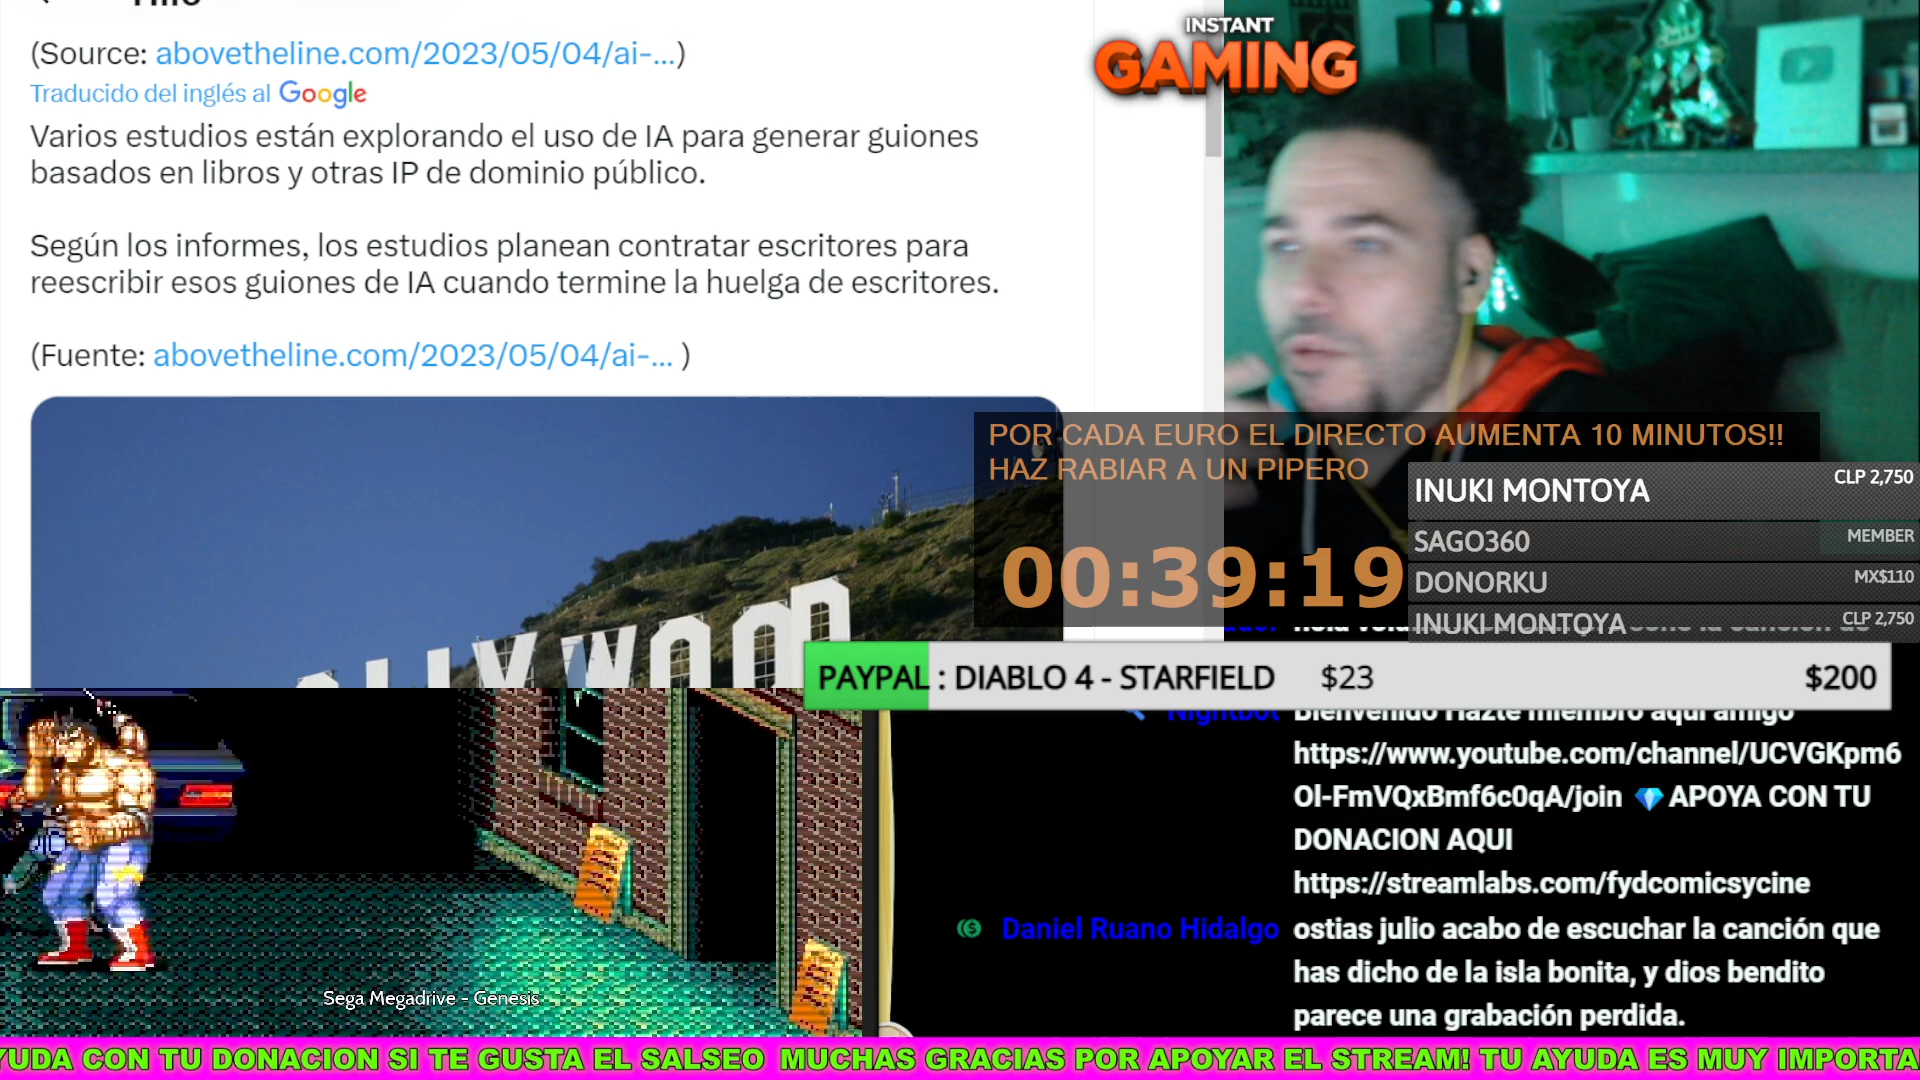 (Source: abovetheline.com/2023/05/04/ai-...)
Traducido del inglés al Google
Varios estudios están explorando el uso de IA para generar guiones
basados en libros y otras IP de dominio público.
Según los informes, los estudios planean contratar escritores para
reescribir esos guiones de IA cuando termine la huelga de escritores.
(Fuente: abovetheline.com/2023/05/04/ai-... )
INSTANT
GAMING
POR CADA EURO EL DIRECTO AUMENTA 10 MINUTOS!!
HAZ RABIAR A UN PIPERO
00:39:19
INUKI MONTOYA CLP 2,750
SAGO360 MEMBER
DONORKU MX$110
INUKI MONTOYA CLP 2,750
PAYPAL : DIABLO 4 - STARFIELD $23 $200
Nightbot Bienvenido Hazte miembro aqui amigo
https://www.youtube.com/channel/UCVGKpm6
Ol-FmVQxBmf6c0qA/join 💎 APOYA CON TU
DONACION AQUI
https://streamlabs.com/fydcomicsycine
Daniel Ruano Hidalgo ostias julio acabo de escuchar la canción que
has dicho de la isla bonita, y dios bendito
parece una grabación perdida.
Sega Megadrive - Genesis
YUDA CON TU DONACION SI TE GUSTA EL SALSEO MUCHAS GRACIAS POR APOYAR EL STREAM! TU AYUDA ES MUY IMPORTA